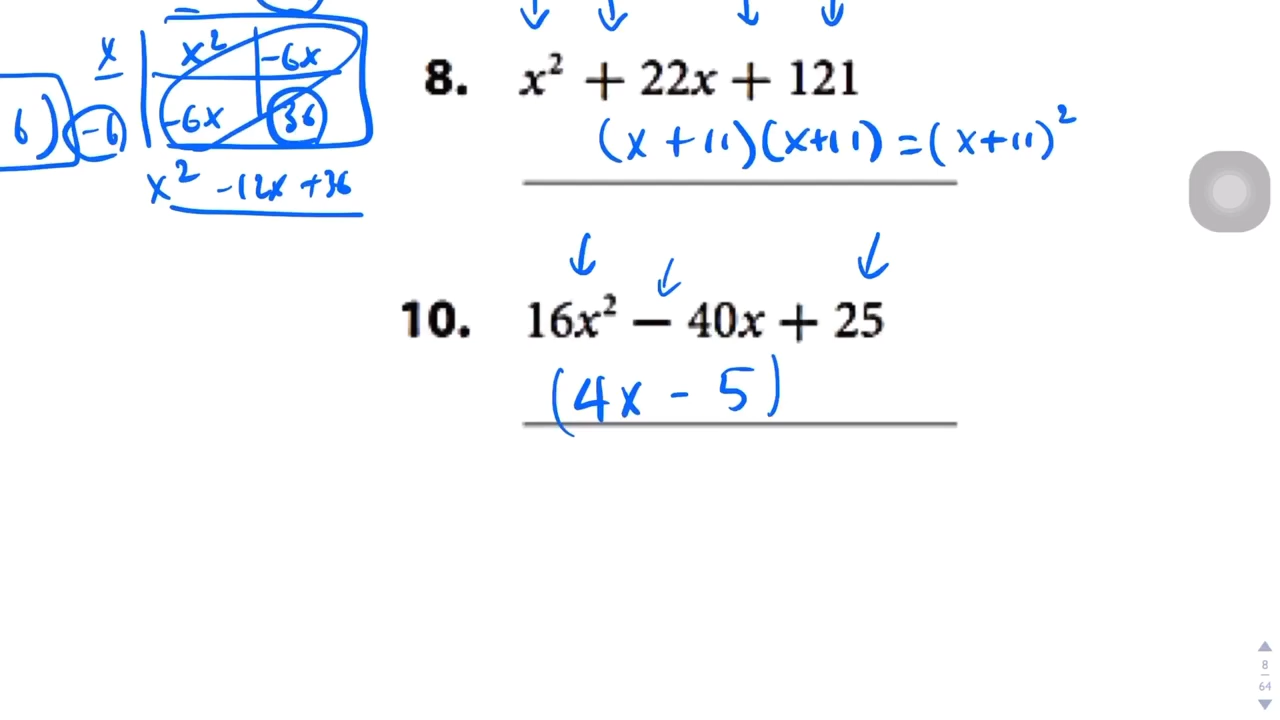 x | x² | -6x
6) -6 | -6x | 36
x² -12x +36
8. x² + 22x + 121
(x + 11)(x+11) = (x+11)²
10. 16x² − 40x + 25
(4x - 5)
8
64